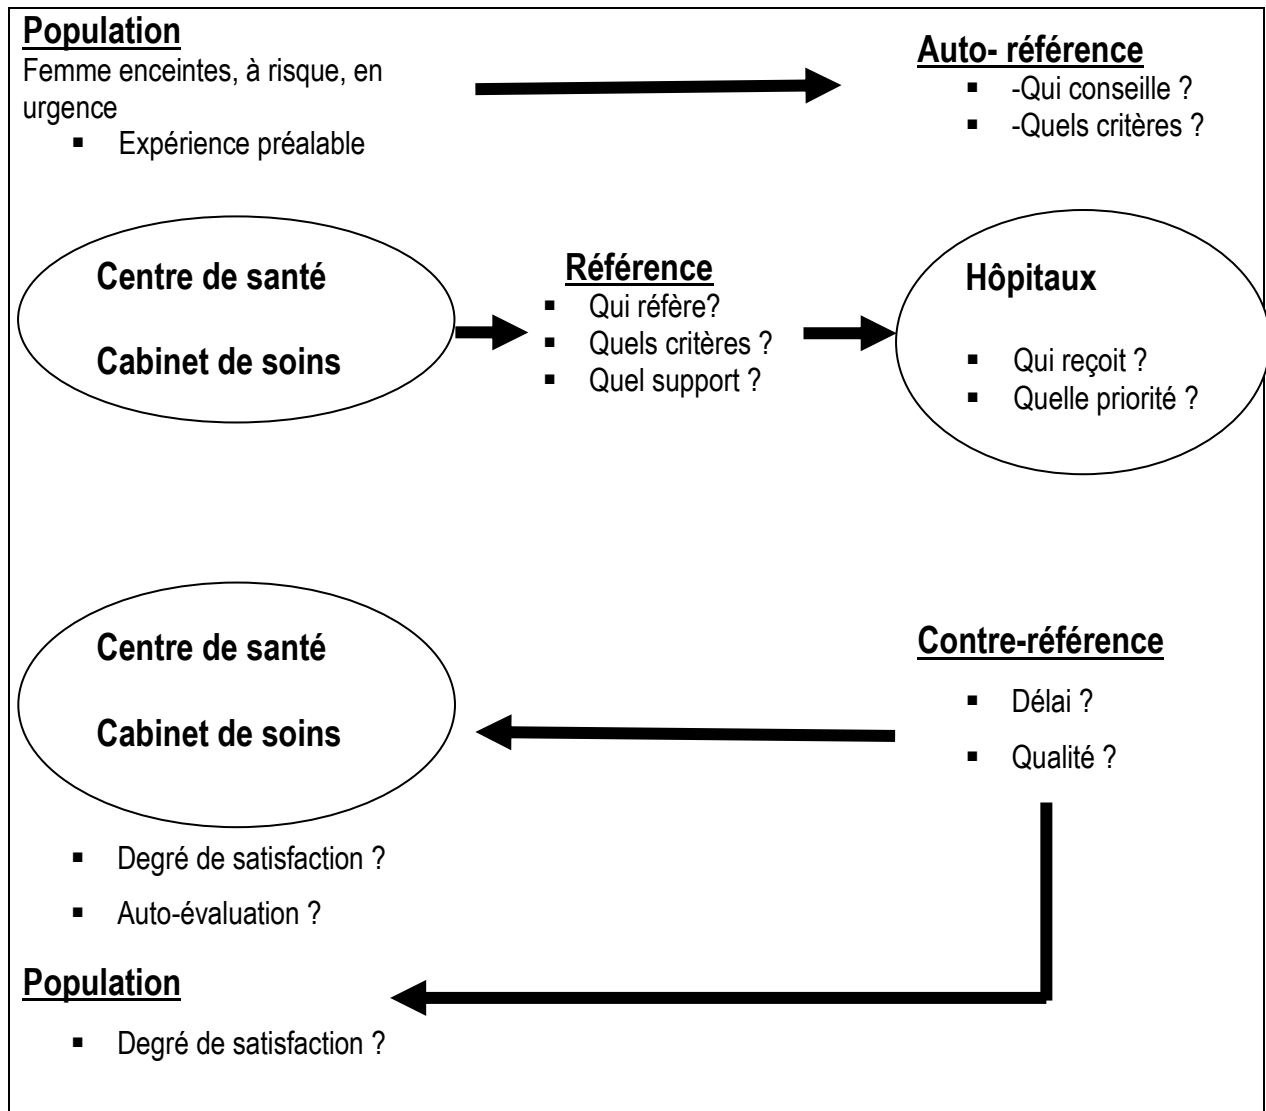 Population
Femme enceintes, à risque, en
urgence
▪ Expérience préalable
Auto- référence
▪ -Qui conseille ?
▪ -Quels critères ?
Centre de santé
Cabinet de soins
Référence
▪ Qui réfère?
▪ Quels critères ?
▪ Quel support ?
Hôpitaux
▪ Qui reçoit ?
▪ Quelle priorité ?
Centre de santé
Cabinet de soins
Contre-référence
▪ Délai ?
▪ Qualité ?
▪ Degré de satisfaction ?
▪ Auto-évaluation ?
Population
▪ Degré de satisfaction ?